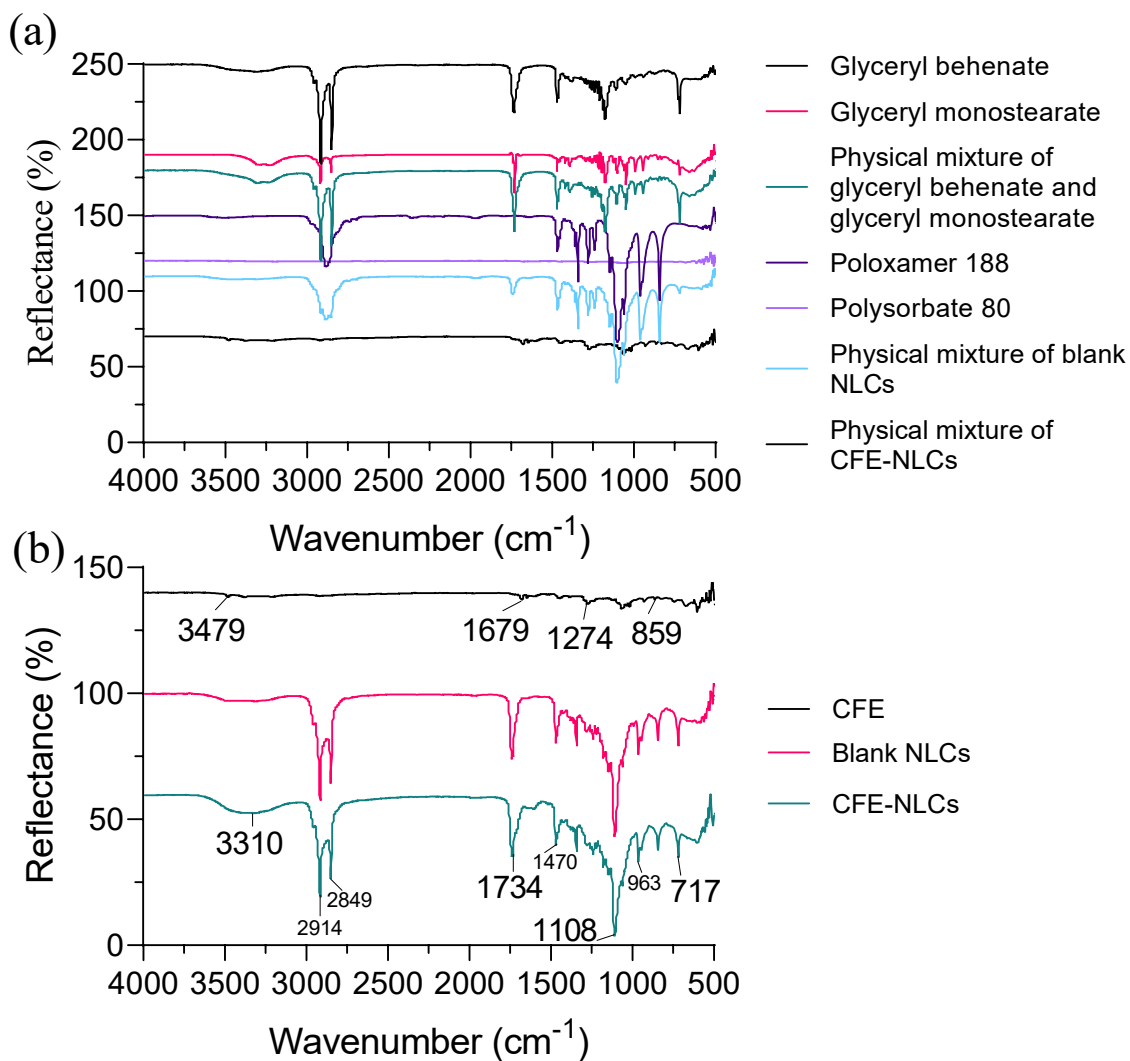 (a)
250
200
150
100
50
0
Reflectance (%)
4000 3500 3000 2500 2000 1500 1000 500
Wavenumber (cm⁻¹)
Glyceryl behenate
Glyceryl monostearate
Physical mixture of
glyceryl behenate and
glyceryl monostearate
Poloxamer 188
Polysorbate 80
Physical mixture of blank
NLCs
Physical mixture of
CFE-NLCs
(b)
150
100
50
0
Reflectance (%)
3479
1679
1274
859
3310
2914
2849
1734
1470
1108
963
717
4000 3500 3000 2500 2000 1500 1000 500
Wavenumber (cm⁻¹)
CFE
Blank NLCs
CFE-NLCs